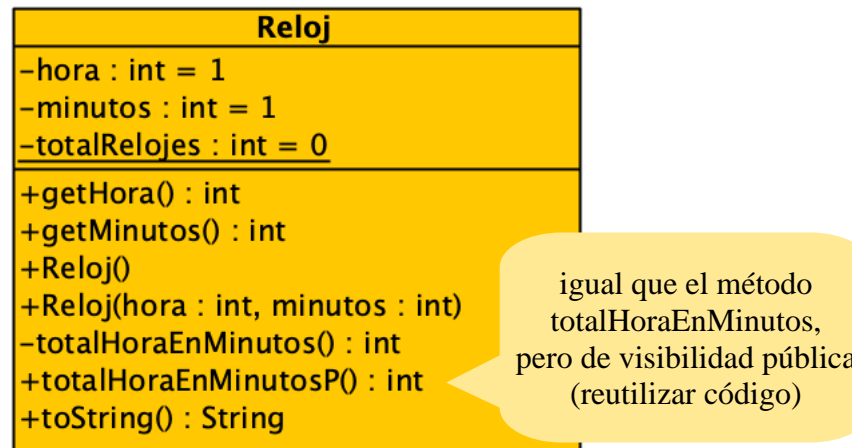 Reloj
-hora : int = 1
-minutos : int = 1
-totalRelojes : int = 0
+getHora() : int
+getMinutos() : int
+Reloj()
+Reloj(hora : int, minutos : int)
-totalHoraEnMinutos() : int
+totalHoraEnMinutosP() : int
+toString() : String
igual que el método
totalHoraEnMinutos,
pero de visibilidad pública
(reutilizar código)